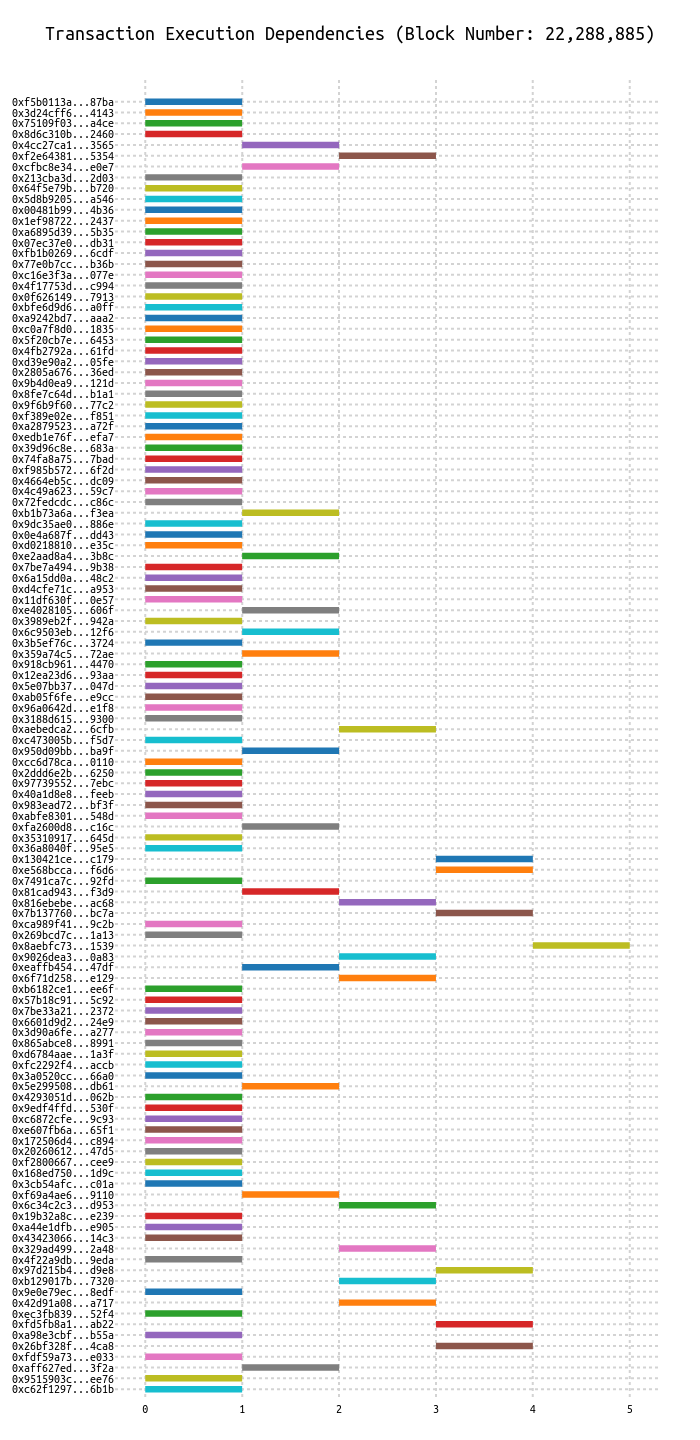 Transaction Execution Dependencies (Block Number: 22,288,885)
0xf5b0113a...87ba
0x3d24cff6...4143
0x75109f03...a4ce
0x8d6c310b...2460
0x4cc27ca1...3565
0xf2e64381...5354
0xcfbc8e34...e0e7
0x213cba3d...2d03
0x64f5e79b...b720
0x5d8b9205...a546
0x00481b99...4b36
0x1ef98722...2437
0xa6895d39...5b35
0x07ec37e0...db31
0xfb1b0269...6cdf
0x77e0b7cc...b36b
0xc16e3f3a...077e
0x4f17753d...c994
0x0f626149...7913
0xbfe6d9d6...a0ff
0xa9242bd7...aaa2
0xc0a7f8d0...1835
0x5f20cb7e...6453
0x4fb2792a...61fd
0xd39e90a2...05fe
0x2805a676...36ed
0x9b4d0ea9...121d
0x8fe7c64d...b1a1
0x9f6b9f60...77c2
0xf389e02e...f851
0xa2879523...a72f
0xedb1e76f...efa7
0x39d96c8e...683a
0x74fa8a75...7bad
0xf985b572...6f2d
0x4664eb5c...dc09
0x4c49a623...59c7
0x72fedcdc...c86c
0xb1b73a6a...f3ea
0x9dc35ae0...886e
0x0e4a687f...dd43
0xd0218810...e35c
0xe2aad8a4...3b8c
0x7be7a494...9b38
0x6a15dd0a...48c2
0xd4cfe71c...a953
0x11df630f...0e57
0xe4028105...606f
0x3989eb2f...942a
0x6c9503eb...12f6
0x3b5ef76c...3724
0x359a74c5...72ae
0x918cb961...4470
0x12ea23d6...93aa
0x5e07bb37...047d
0xab05f6fe...e9cc
0x96a0642d...e1f8
0x3188d615...9300
0xaebedca2...6cfb
0xc473005b...f5d7
0x950d09bb...ba9f
0xcc6d78ca...0110
0x2ddd6e2b...6250
0x97739552...7ebc
0x40a1d8e8...feeb
0x983ead72...bf3f
0xabfe8301...548d
0xfa2600d8...c16c
0x35310917...645d
0x36a8040f...95e5
0x130421ce...c179
0xe568bcca...f6d6
0x7491ca7c...92fd
0x81cad943...f3d9
0x816ebebe...ac68
0x7b137760...bc7a
0xca989f41...9c2b
0x269bcd7c...1a13
0x8aebfc73...1539
0x9026dea3...0a83
0xeaffb454...47df
0x6f71d258...e129
0xb6182ce1...ee6f
0x57b18c91...5c92
0x7be33a21...2372
0x6601d9d2...24e9
0x3d90a6fe...a277
0x865abce8...8991
0xd6784aae...1a3f
0xfc2292f4...accb
0x3a0520cc...66a0
0x5e299508...db61
0x4293051d...062b
0x9edf4ffd...530f
0xc6872cfe...9c93
0xe607fb6a...65f1
0x172506d4...c894
0x20260612...47d5
0xf2800667...cee9
0x168ed750...1d9c
0x3cb54afc...c01a
0xf69a4ae6...9110
0x6c34c2c3...d953
0x19b32a8c...e239
0xa44e1dfb...e905
0x43423066...14c3
0x329ad499...2a48
0x4f22a9db...9eda
0x97d215b4...d9e8
0xb129017b...7320
0x9e0e79ec...8edf
0x42d91a08...a717
0xec3fb839...52f4
0xfd5fb8a1...ab22
0xa98e3cbf...b55a
0x26bf328f...4ca8
0xfdf59a73...e033
0xaff627ed...3f2a
0x9515903c...ee76
0xc62f1297...6b1b
0 1 2 3 4 5